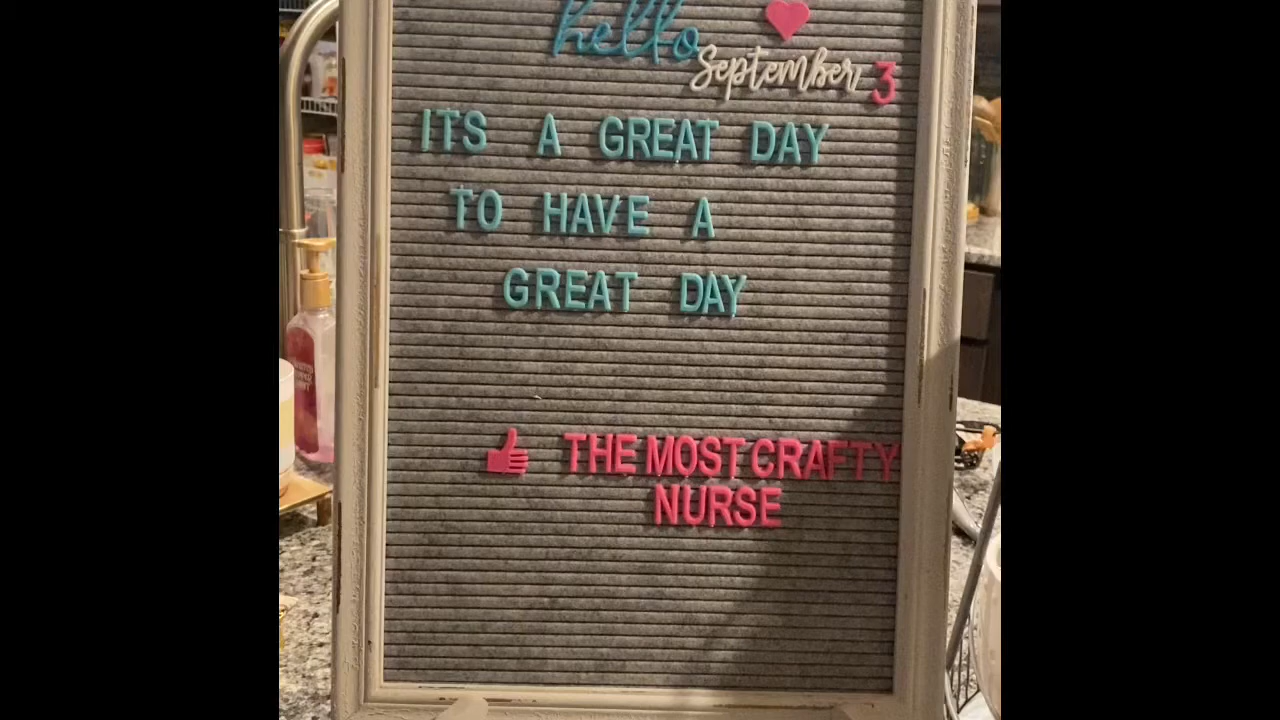 hello
September 3
ITS A GREAT DAY
TO HAVE A
GREAT DAY
THE MOST CRAFTY
NURSE